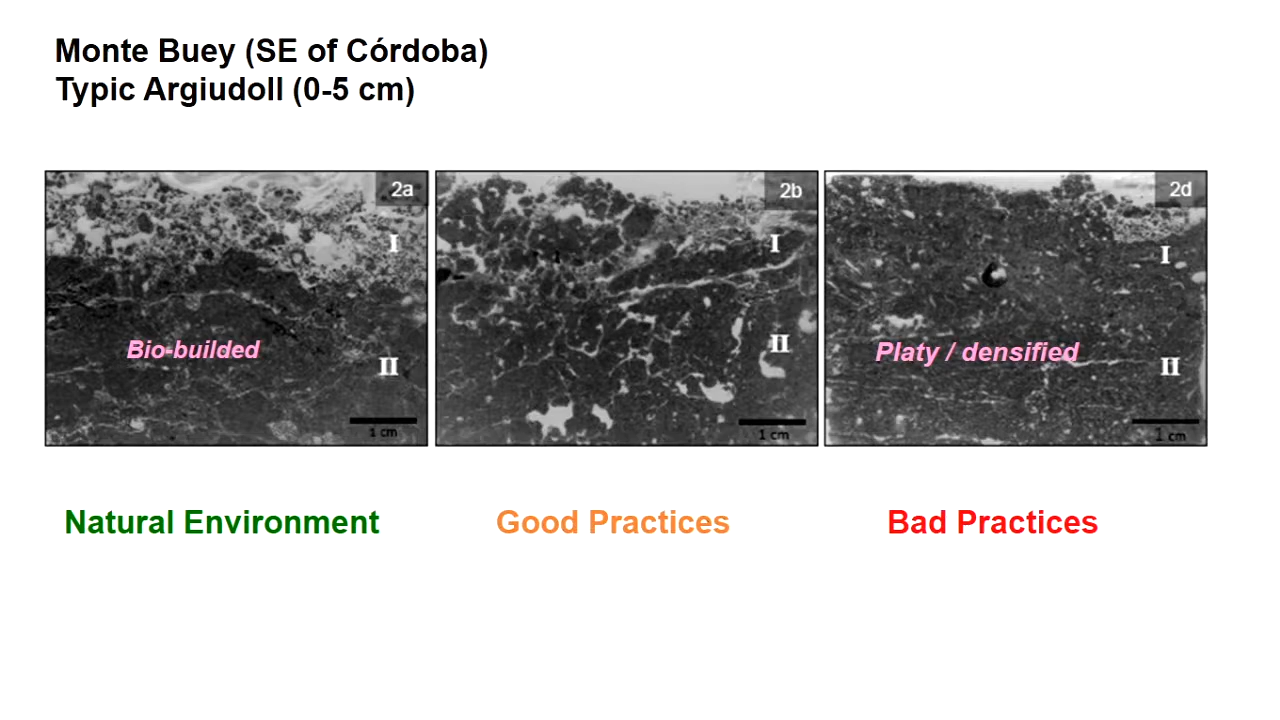 Monte Buey (SE of Córdoba)
Typic Argiudoll (0-5 cm)
2a
I
Bio-builded
II
1 cm
2b
I
II
1 cm
2d
I
Platy / densified
II
1 cm
Natural Environment
Good Practices
Bad Practices